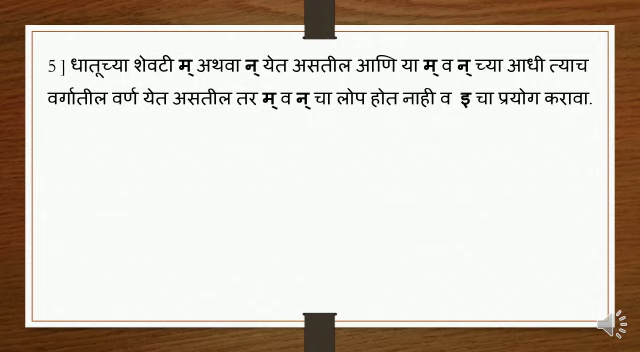 5 ] धातूच्या शेवटी म् अथवा न् येत असतील आणि या म् व न् च्या आधी त्याच
वर्गातील वर्ण येत असतील तर म् व न् चा लोप होत नाही व इ चा प्रयोग करावा.